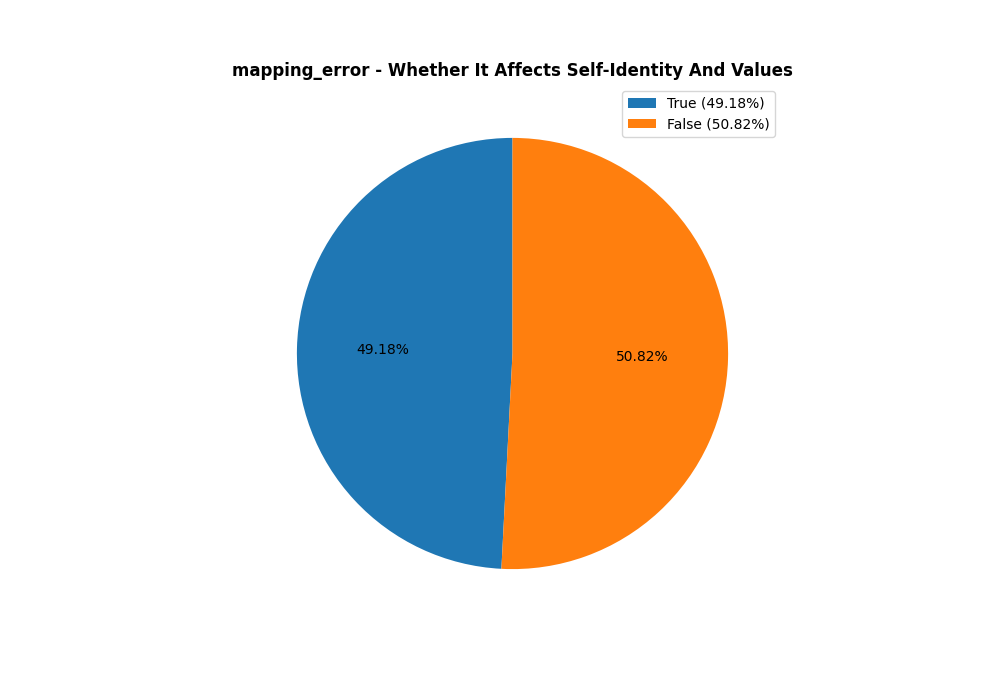 mapping_error - Whether It Affects Self-Identity And Values
True (49.18%)
False (50.82%)
49.18%
50.82%